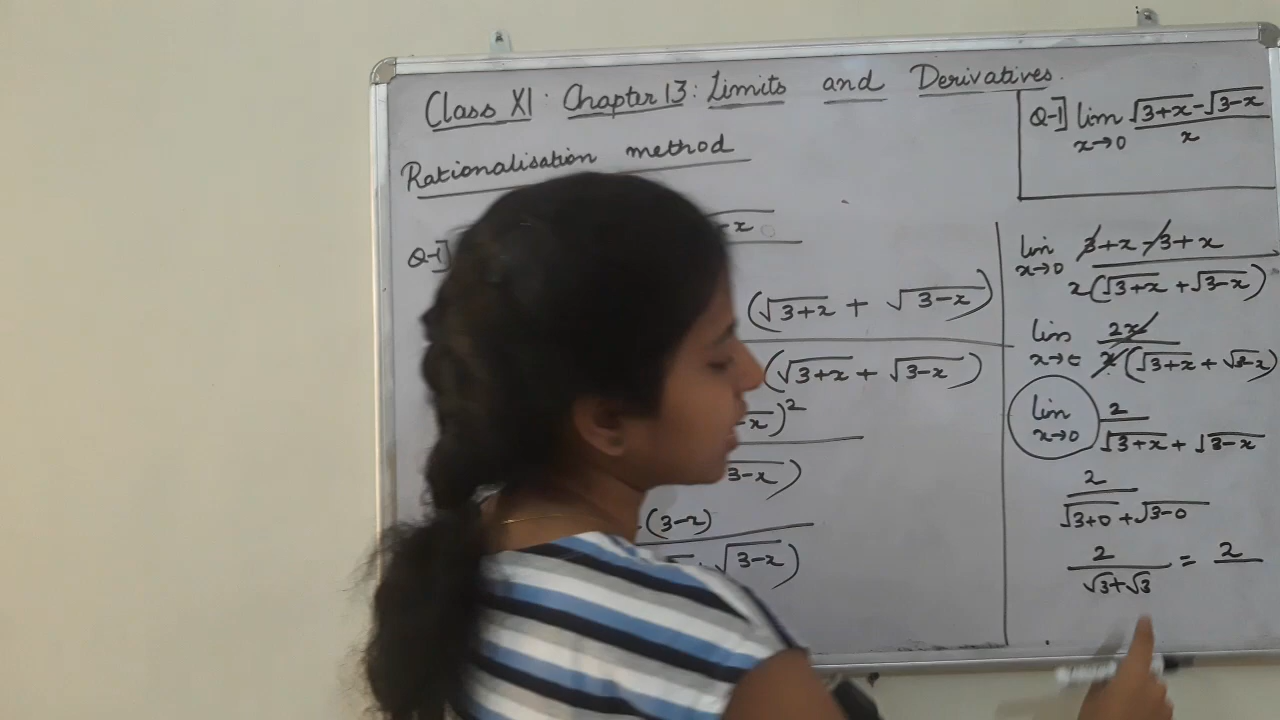 Class XI : Chapter 13 : Limits and Derivatives.
Rationalisation method
Q-1]
-x
(√3+x + √3-x)
(√3+x + √3-x)
-x)²
3-x)
(3-x)
√3-x)
Q-1] lim √3+x - √3-x
x→0 x
lim 3+x-3+x
x→0 x(√3+x + √3-x)
lim 2x
x→0 x(√3+x + √3-x)
lim 2
x→0 √3+x + √3-x
2
√3+0 + √3-0
2 = 2
√3+√3